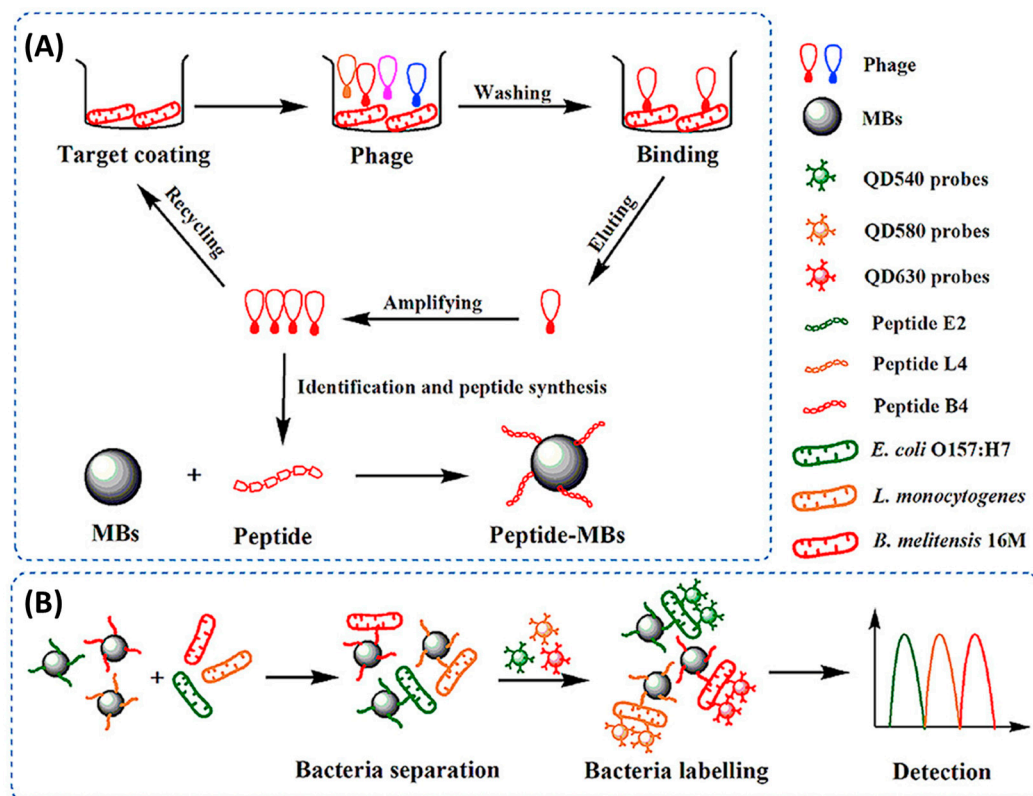 (A)
Target coating
Phage
Washing
Binding
Recycling
Eluting
Amplifying
Identification and peptide synthesis
MBs
+
Peptide
Peptide-MBs
Phage
MBs
QD540 probes
QD580 probes
QD630 probes
Peptide E2
Peptide L4
Peptide B4
E. coli O157:H7
L. monocytogenes
B. melitensis 16M
(B)
+
Bacteria separation
Bacteria labelling
Detection